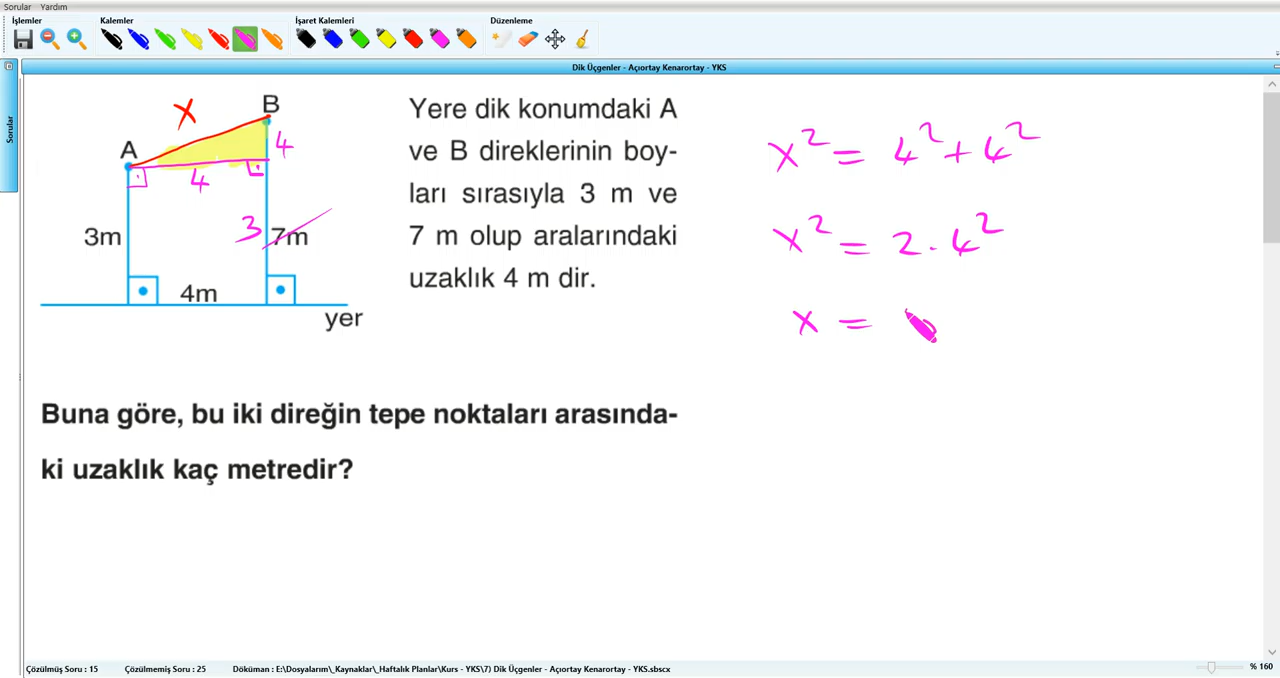 Sorular Yardım
İşlemler Kalemler İşaret Kalemleri Düzenleme
Sorular
Dik Üçgenler - Açıortay Kenarortay - YKS
X
B
A
4
4
3m
3 7m
4m
yer
Yere dik konumdaki A
ve B direklerinin boy-
ları sırasıyla 3 m ve
7 m olup aralarındaki
uzaklık 4 m dir.
x² = 4² + 4²
x² = 2 · 4²
x =
Buna göre, bu iki direğin tepe noktaları arasında-
ki uzaklık kaç metredir?
Çözülmüş Soru : 15 Çözülmemiş Soru : 25 Döküman : E:\Dosyalarım\_Kaynaklar\_Haftalık Planlar\Kurs - YKS\7) Dik Üçgenler - Açıortay Kenarortay - YKS.sbscx % 160